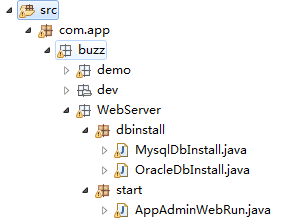 src
com.app
buzz
demo
dev
WebServer
dbinstall
MysqlDbInstall.java
OracleDbInstall.java
start
AppAdminWebRun.java